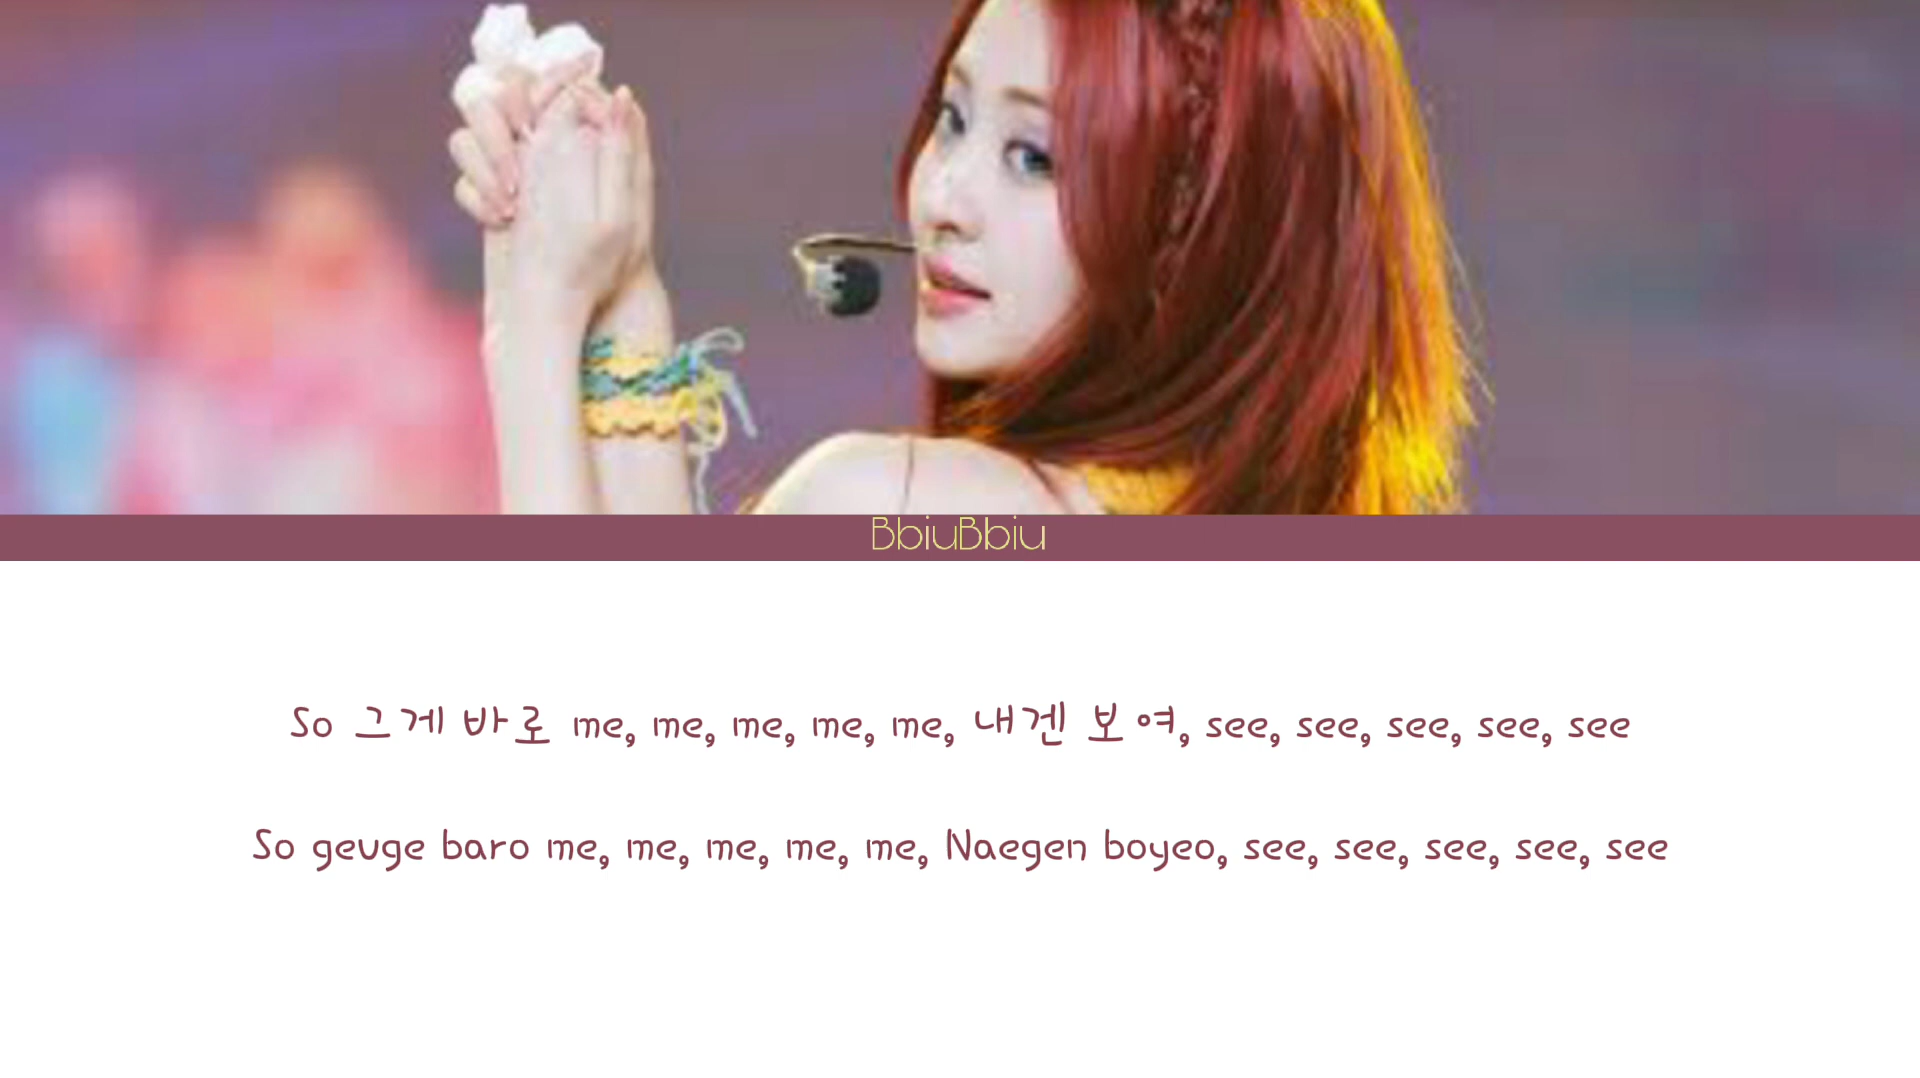 BbiuBbiu
So 그게 바로 me, me, me, me, me, 내겐 보여, see, see, see, see, see
So geuge baro me, me, me, me, me, Naegen boyeo, see, see, see, see, see